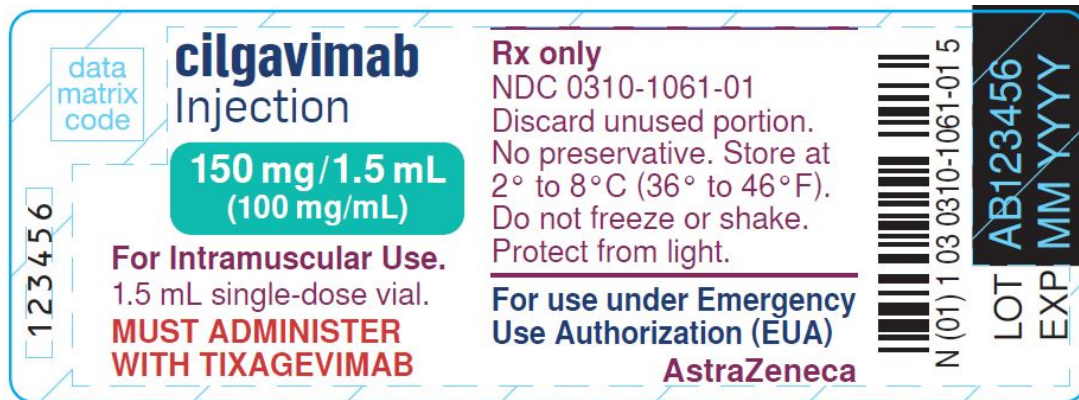 data
matrix
code
123456
cilgavimab
Injection
150 mg/1.5 mL
(100 mg/mL)
For Intramuscular Use.
1.5 mL single-dose vial.
MUST ADMINISTER
WITH TIXAGEVIMAB
Rx only
NDC 0310-1061-01
Discard unused portion.
No preservative. Store at
2° to 8°C (36° to 46°F).
Do not freeze or shake.
Protect from light.
For use under Emergency
Use Authorization (EUA)
AstraZeneca
N (01) 1 03 0310-1061-01 5
LOT AB123456
EXP MM YYYY